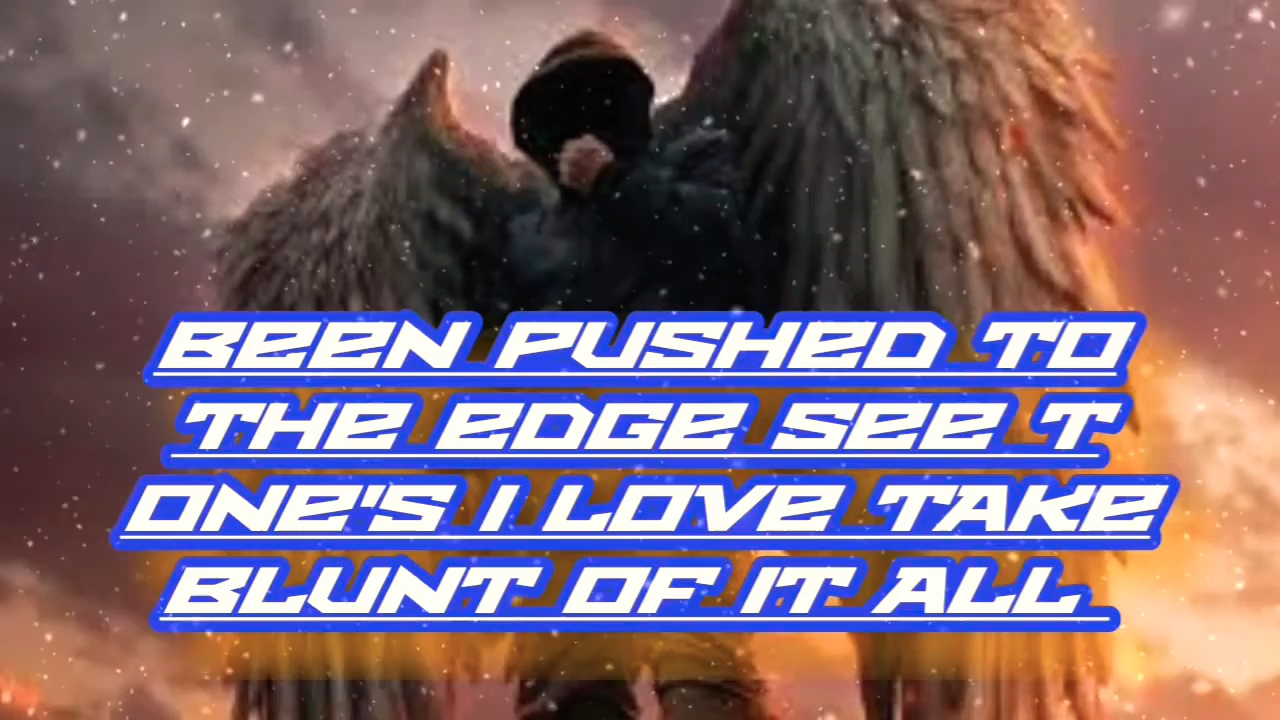 BEEN PUSHED TO
THE EDGE SEE T
ONE'S I LOVE TAKE
BLUNT OF IT ALL